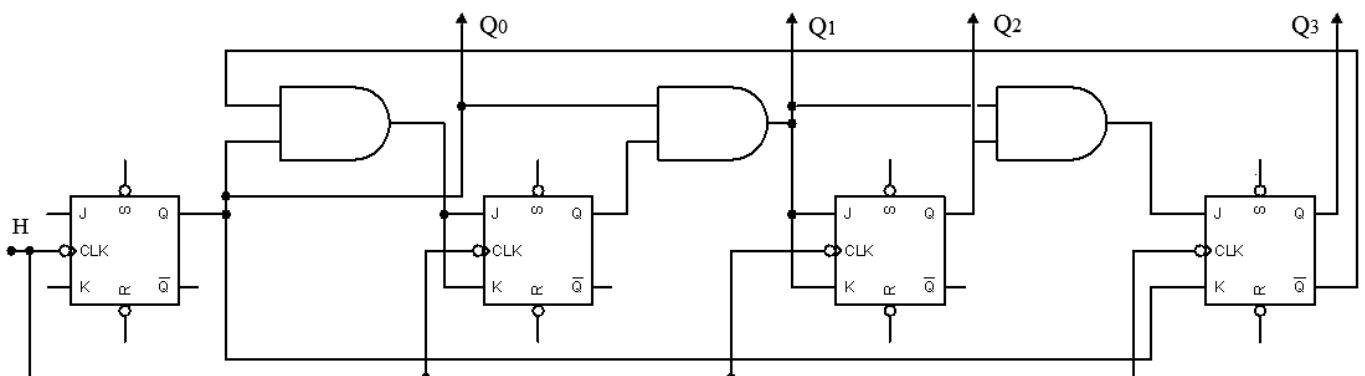 Q0 Q1 Q2 Q3
H
J S Q
CLK
K R Q̅
J S Q
CLK
K R Q̅
J S Q
CLK
K R Q̅
J S Q
CLK
K R Q̅